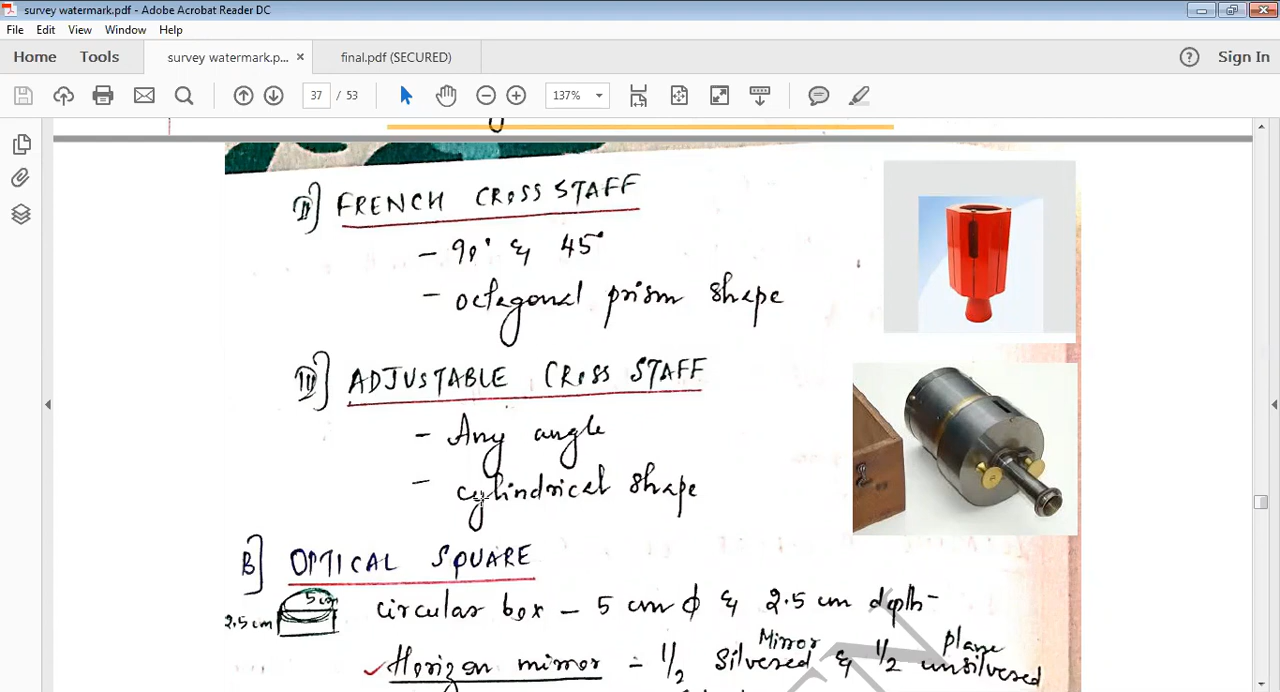 survey watermark.pdf - Adobe Acrobat Reader DC
File Edit View Window Help
Home Tools survey watermark.p... × final.pdf (SECURED) Sign In
37 / 53 137%
II] FRENCH CROSS STAFF
- 90° & 45°
- octagonal prism shape
III] ADJUSTABLE CROSS STAFF
- Any angle
- cylindrical shape
B] OPTICAL SQUARE
5 cm
2.5 cm
circular box - 5 cm ϕ & 2.5 cm depth
Mirror plane
✓ Horizon mirror - 1/2 silvered & 1/2 unsilvered